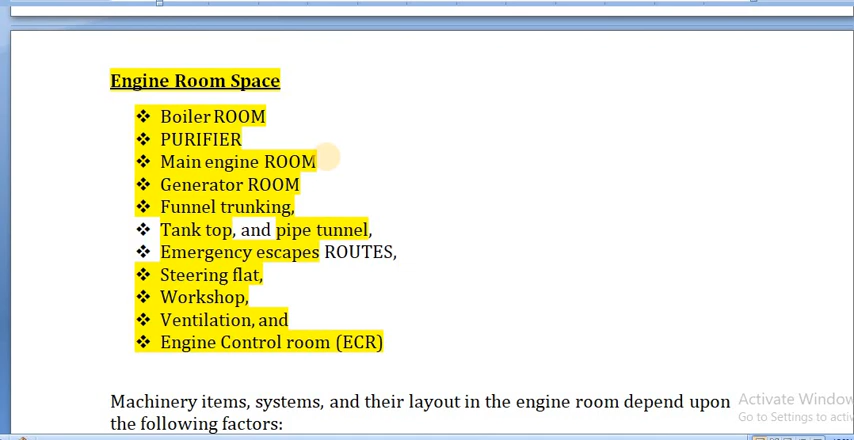 Engine Room Space
❖ Boiler ROOM
❖ PURIFIER
❖ Main engine ROOM
❖ Generator ROOM
❖ Funnel trunking,
❖ Tank top, and pipe tunnel,
❖ Emergency escapes ROUTES,
❖ Steering flat,
❖ Workshop,
❖ Ventilation, and
❖ Engine Control room (ECR)
Machinery items, systems, and their layout in the engine room depend upon
the following factors:
Activate Window
Go to Settings to activ